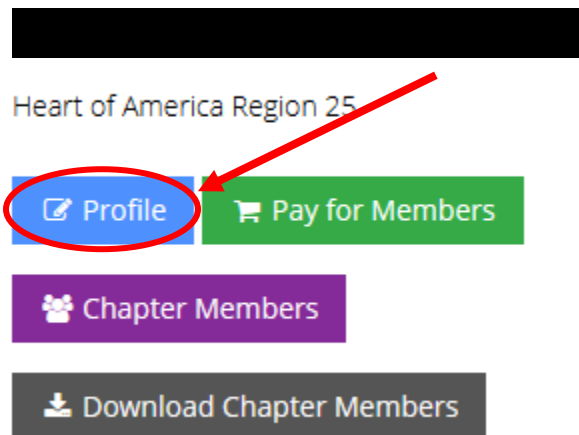 Heart of America Region 25
Profile
Pay for Members
Chapter Members
Download Chapter Members